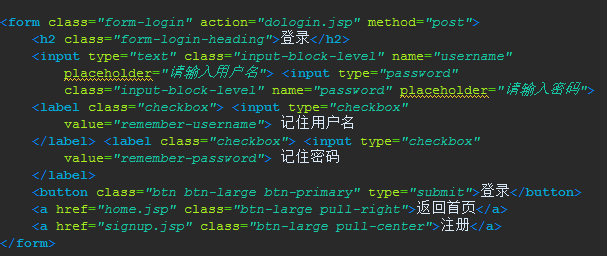 <form class="form-login" action="dologin.jsp" method="post">
<h2 class="form-login-heading">登录</h2>
<input type="text" class="input-block-level" name="username"
placeholder="请输入用户名"> <input type="password"
class="input-block-level" name="password" placeholder="请输入密码">
<label class="checkbox"> <input type="checkbox"
value="remember-username"> 记住用户名
</label> <label class="checkbox"> <input type="checkbox"
value="remember-password"> 记住密码
</label>
<button class="btn btn-large btn-primary" type="submit">登录</button>
<a href="home.jsp" class="btn-large pull-right">返回首页</a>
<a href="signup.jsp" class="btn-large pull-center">注册</a>
</form>